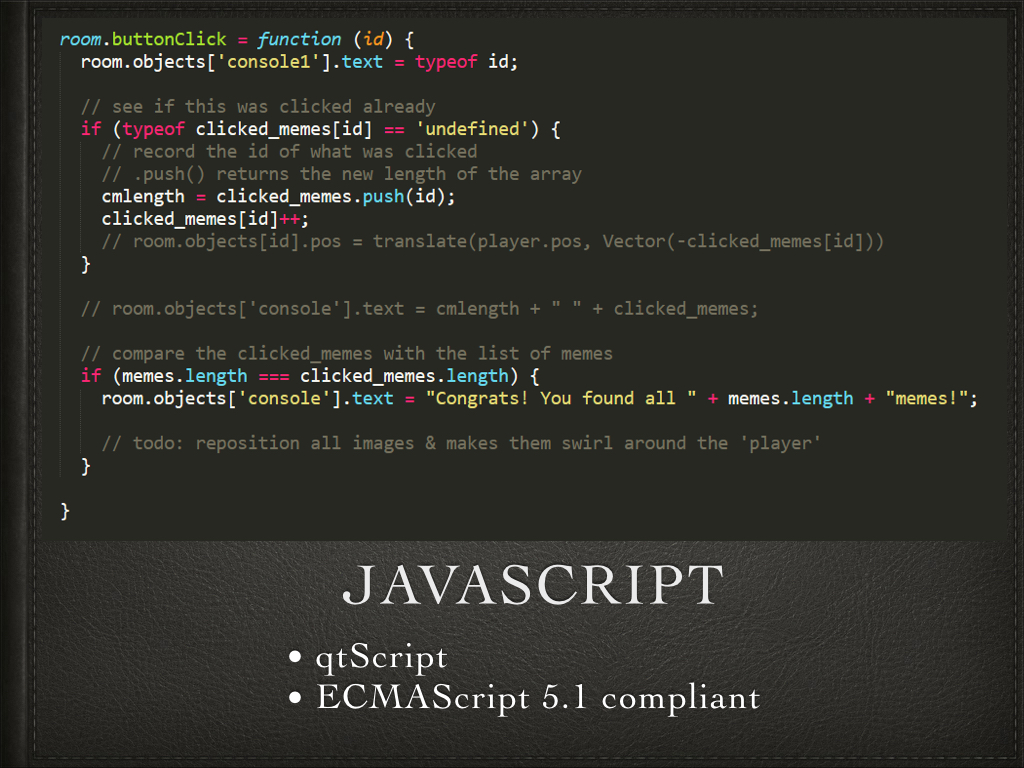 room.buttonClick = function (id) {
  room.objects['console1'].text = typeof id;

  // see if this was clicked already
  if (typeof clicked_memes[id] == 'undefined') {
    // record the id of what was clicked
    // .push() returns the new length of the array
    cmlength = clicked_memes.push(id);
    clicked_memes[id]++;
    // room.objects[id].pos = translate(player.pos, Vector(-clicked_memes[id]))
  }

  // room.objects['console'].text = cmlength + " " + clicked_memes;

  // compare the clicked_memes with the list of memes
  if (memes.length === clicked_memes.length) {
    room.objects['console'].text = "Congrats! You found all " + memes.length + "memes!";

    // todo: reposition all images & makes them swirl around the 'player'
  }

}
JAVASCRIPT
• qtScript
• ECMAScript 5.1 compliant